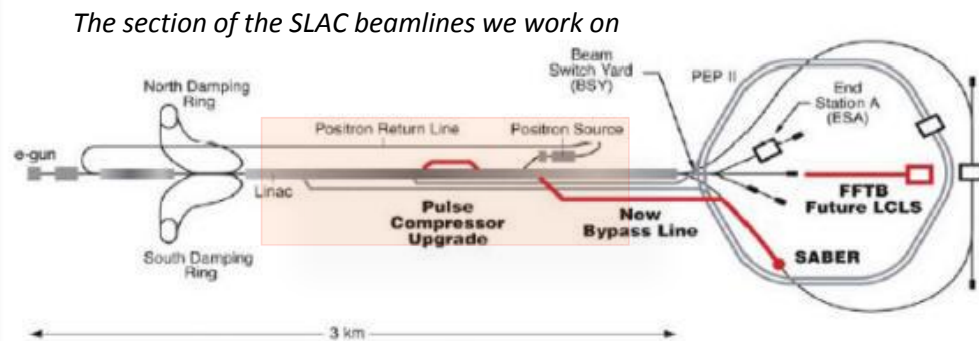 The section of the SLAC beamlines we work on
North Damping
Ring
e-gun
South Damping
Ring
Linac
Positron Return Line
Positron Source
Pulse
Compressor
Upgrade
New
Bypass Line
Beam
Switch Yard
(BSY)
PEP II
End
Station A
(ESA)
FFTB
Future LCLS
SABER
3 km